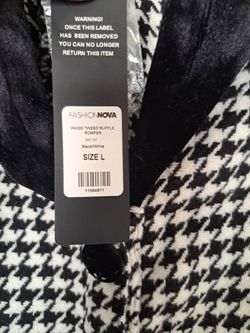 WARNING!
ONCE THIS LABEL
HAS BEEN REMOVED
YOU CAN NO LONGER
RETURN THIS ITEM
FASHIONNOVA
PAIGE TWEED RUFFLE
ROMPER
Black/White
SIZE L